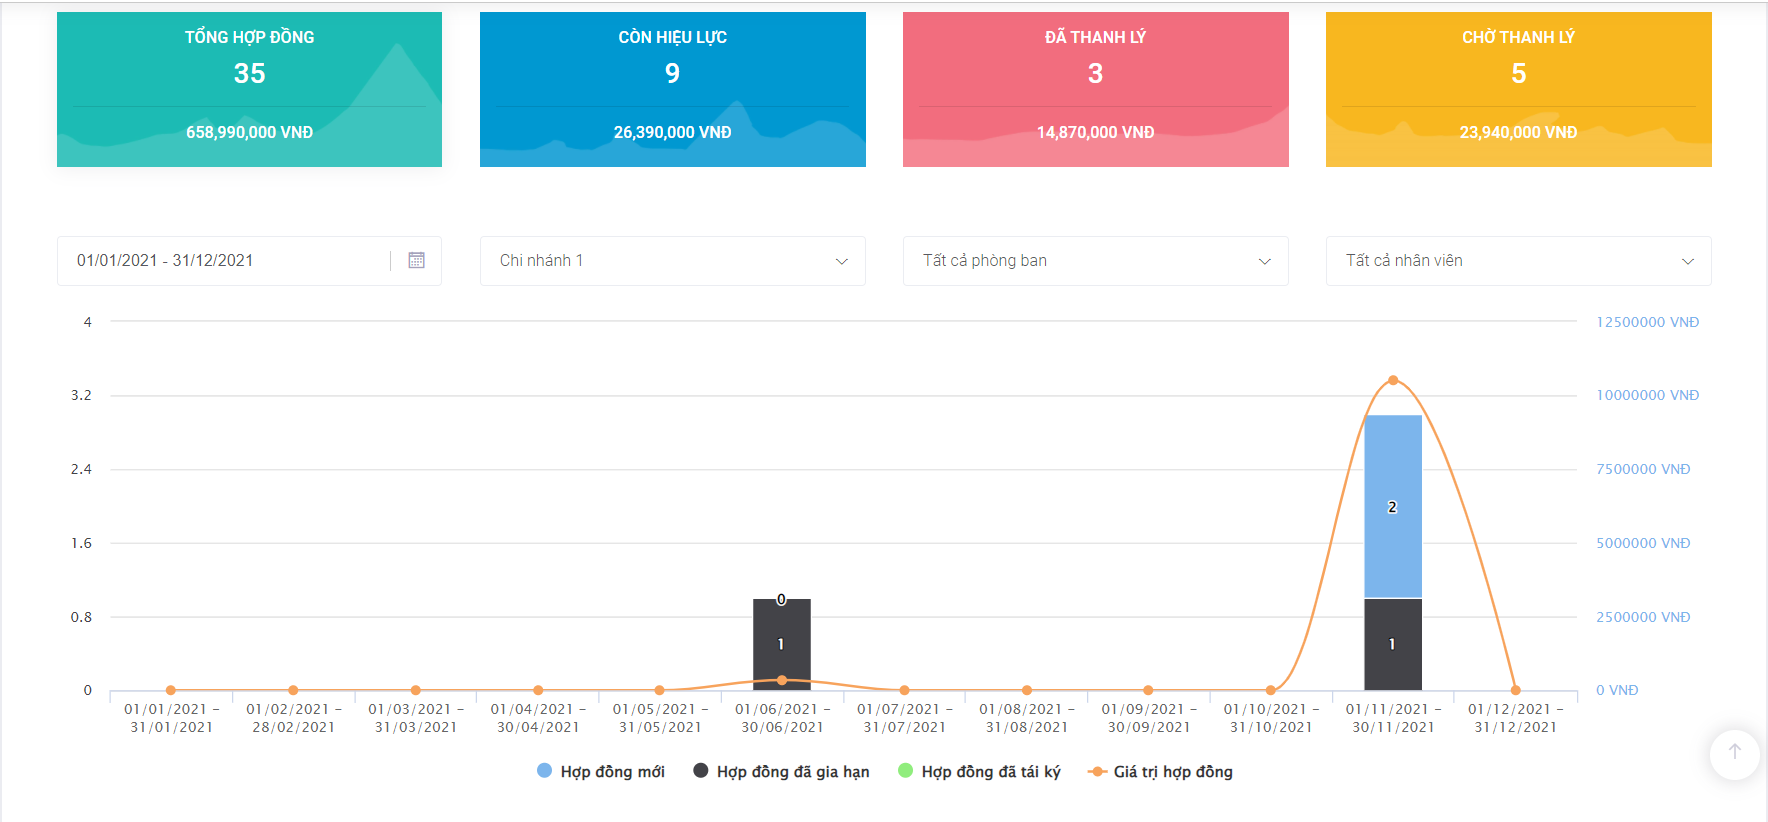 TỔNG HỢP ĐỒNG
35
658,990,000 VNĐ
CÒN HIỆU LỰC
9
26,390,000 VNĐ
ĐÃ THANH LÝ
3
14,870,000 VNĐ
CHỜ THANH LÝ
5
23,940,000 VNĐ
01/01/2021 - 31/12/2021
Chi nhánh 1
Tất cả phòng ban
Tất cả nhân viên
4
3.2
2.4
1.6
0.8
0
12500000 VNĐ
10000000 VNĐ
7500000 VNĐ
5000000 VNĐ
2500000 VNĐ
0 VNĐ
0
1
2
1
01/01/2021 –
31/01/2021
01/02/2021 –
28/02/2021
01/03/2021 –
31/03/2021
01/04/2021 –
30/04/2021
01/05/2021 –
31/05/2021
01/06/2021 –
30/06/2021
01/07/2021 –
31/07/2021
01/08/2021 –
31/08/2021
01/09/2021 –
30/09/2021
01/10/2021 –
31/10/2021
01/11/2021 –
30/11/2021
01/12/2021 –
31/12/2021
Hợp đồng mới
Hợp đồng đã gia hạn
Hợp đồng đã tái ký
Giá trị hợp đồng